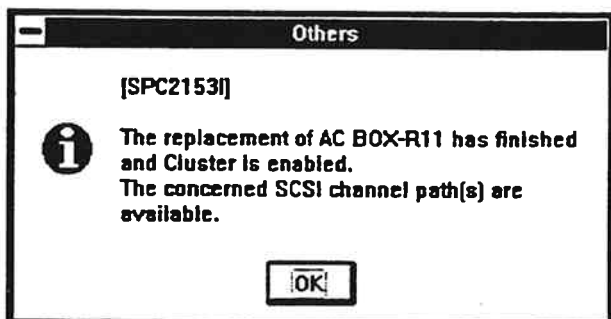 Others
[SPC2153I]
The replacement of AC BOX-R11 has finished
and Cluster is enabled.
The concerned SCSI channel path(s) are
available.
OK